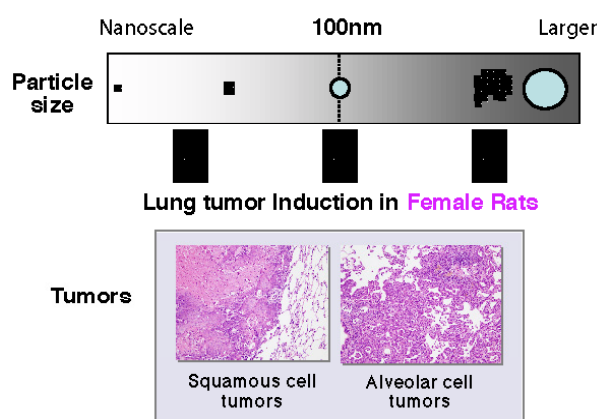 Nanoscale 100nm Larger
Particle
size
Lung tumor Induction in Female Rats
Tumors
Squamous cell
tumors
Alveolar cell
tumors